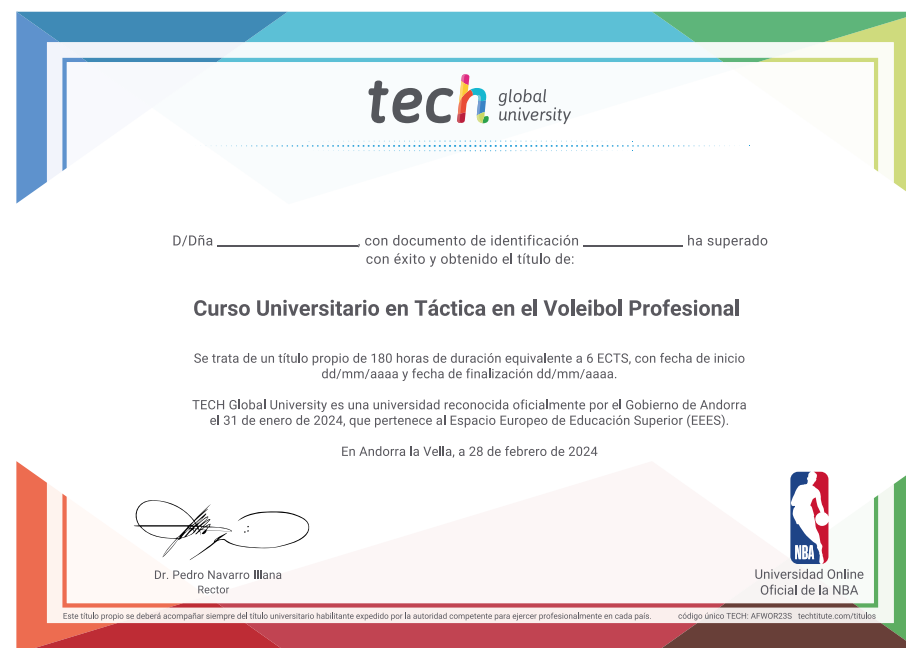 tech global university
D/Dña ____________________, con documento de identificación ______________ ha superado
con éxito y obtenido el título de:
Curso Universitario en Táctica en el Voleibol Profesional
Se trata de un título propio de 180 horas de duración equivalente a 6 ECTS, con fecha de inicio
dd/mm/aaaa y fecha de finalización dd/mm/aaaa.
TECH Global University es una universidad reconocida oficialmente por el Gobierno de Andorra
el 31 de enero de 2024, que pertenece al Espacio Europeo de Educación Superior (EEES).
En Andorra la Vella, a 28 de febrero de 2024
Dr. Pedro Navarro Illana
Rector
NBA
Universidad Online
Oficial de la NBA
Este título propio se deberá acompañar siempre del título universitario habilitante expedido por la autoridad competente para ejercer profesionalmente en cada país.
código único TECH: AFWOR23S techtitute.com/titulos